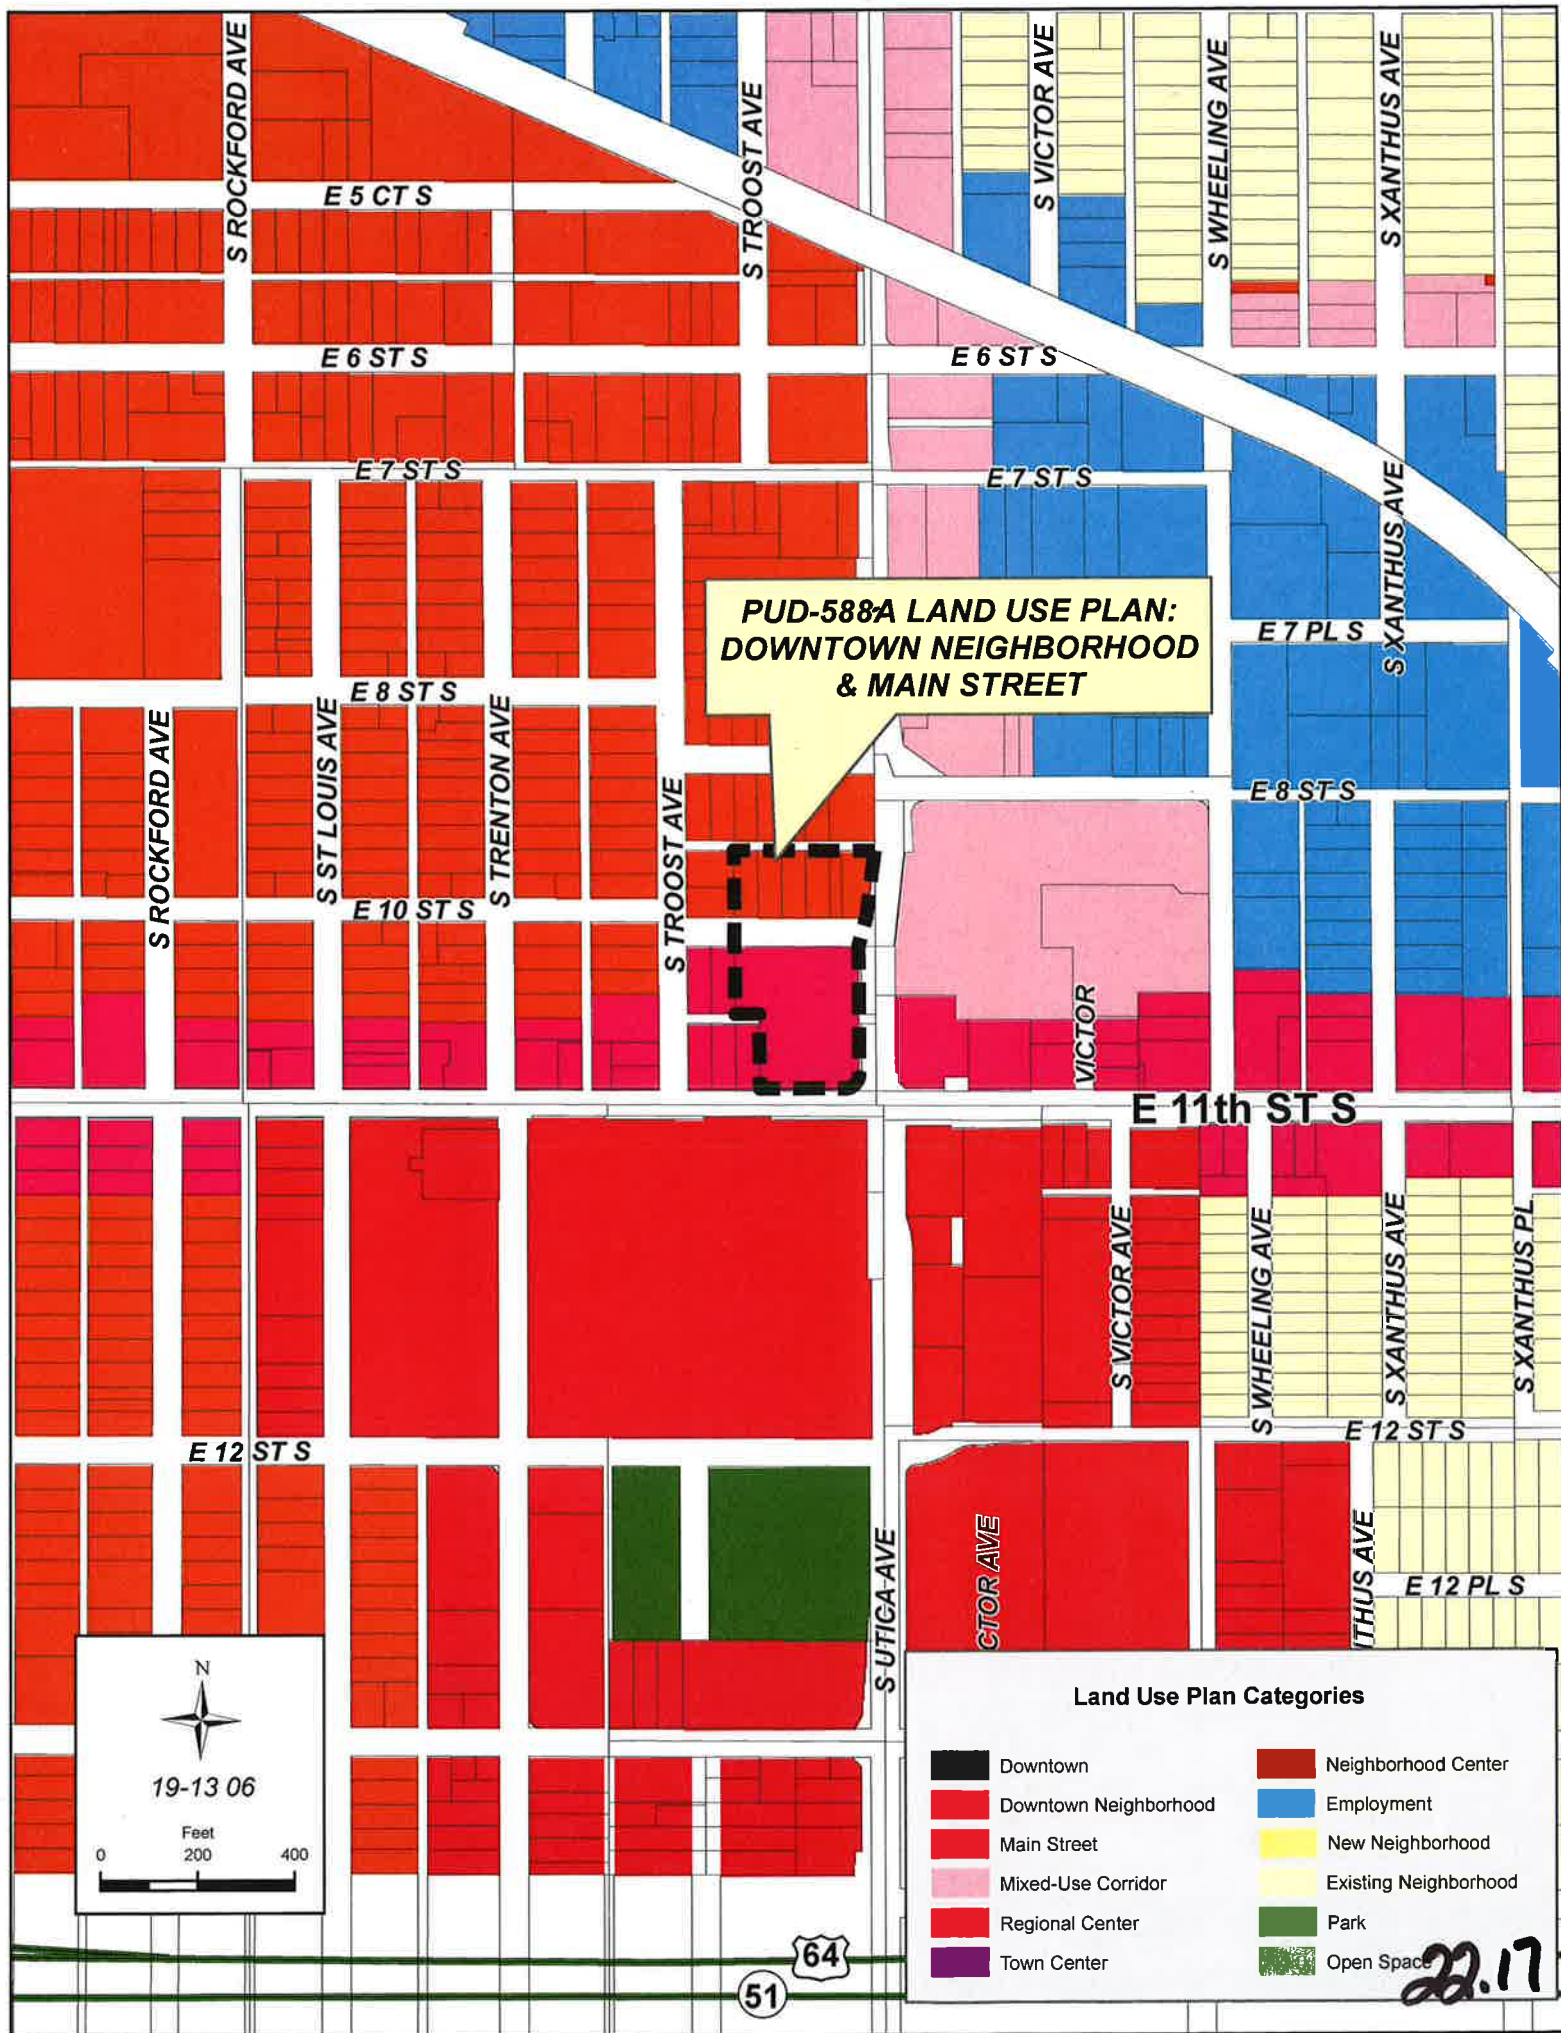 S ROCKFORD AVE
S TROOST AVE
S VICTOR AVE
S WHEELING AVE
S XANTHUS AVE
E 5 CT S
E 6 ST S
E 6 ST S
E 7 ST S
E 7 ST S
S XANTHUS AVE
PUD-588A LAND USE PLAN:
DOWNTOWN NEIGHBORHOOD
& MAIN STREET
E 7 PL S
E 8 ST S
E 8 ST S
S ROCKFORD AVE
S ST LOUIS AVE
S TRENTON AVE
S TROOST AVE
E 10 ST S
VICTOR
E 11th ST S
S VICTOR AVE
S WHEELING AVE
S XANTHUS AVE
S XANTHUS PL
E 12 ST S
E 12 ST S
S UTICA AVE
CTOR AVE
THUS AVE
E 12 PL S
N
19-13 06
Feet
0 200 400
Land Use Plan Categories
Downtown
Downtown Neighborhood
Main Street
Mixed-Use Corridor
Regional Center
Town Center
Neighborhood Center
Employment
New Neighborhood
Existing Neighborhood
Park
Open Space
64
51
22.17